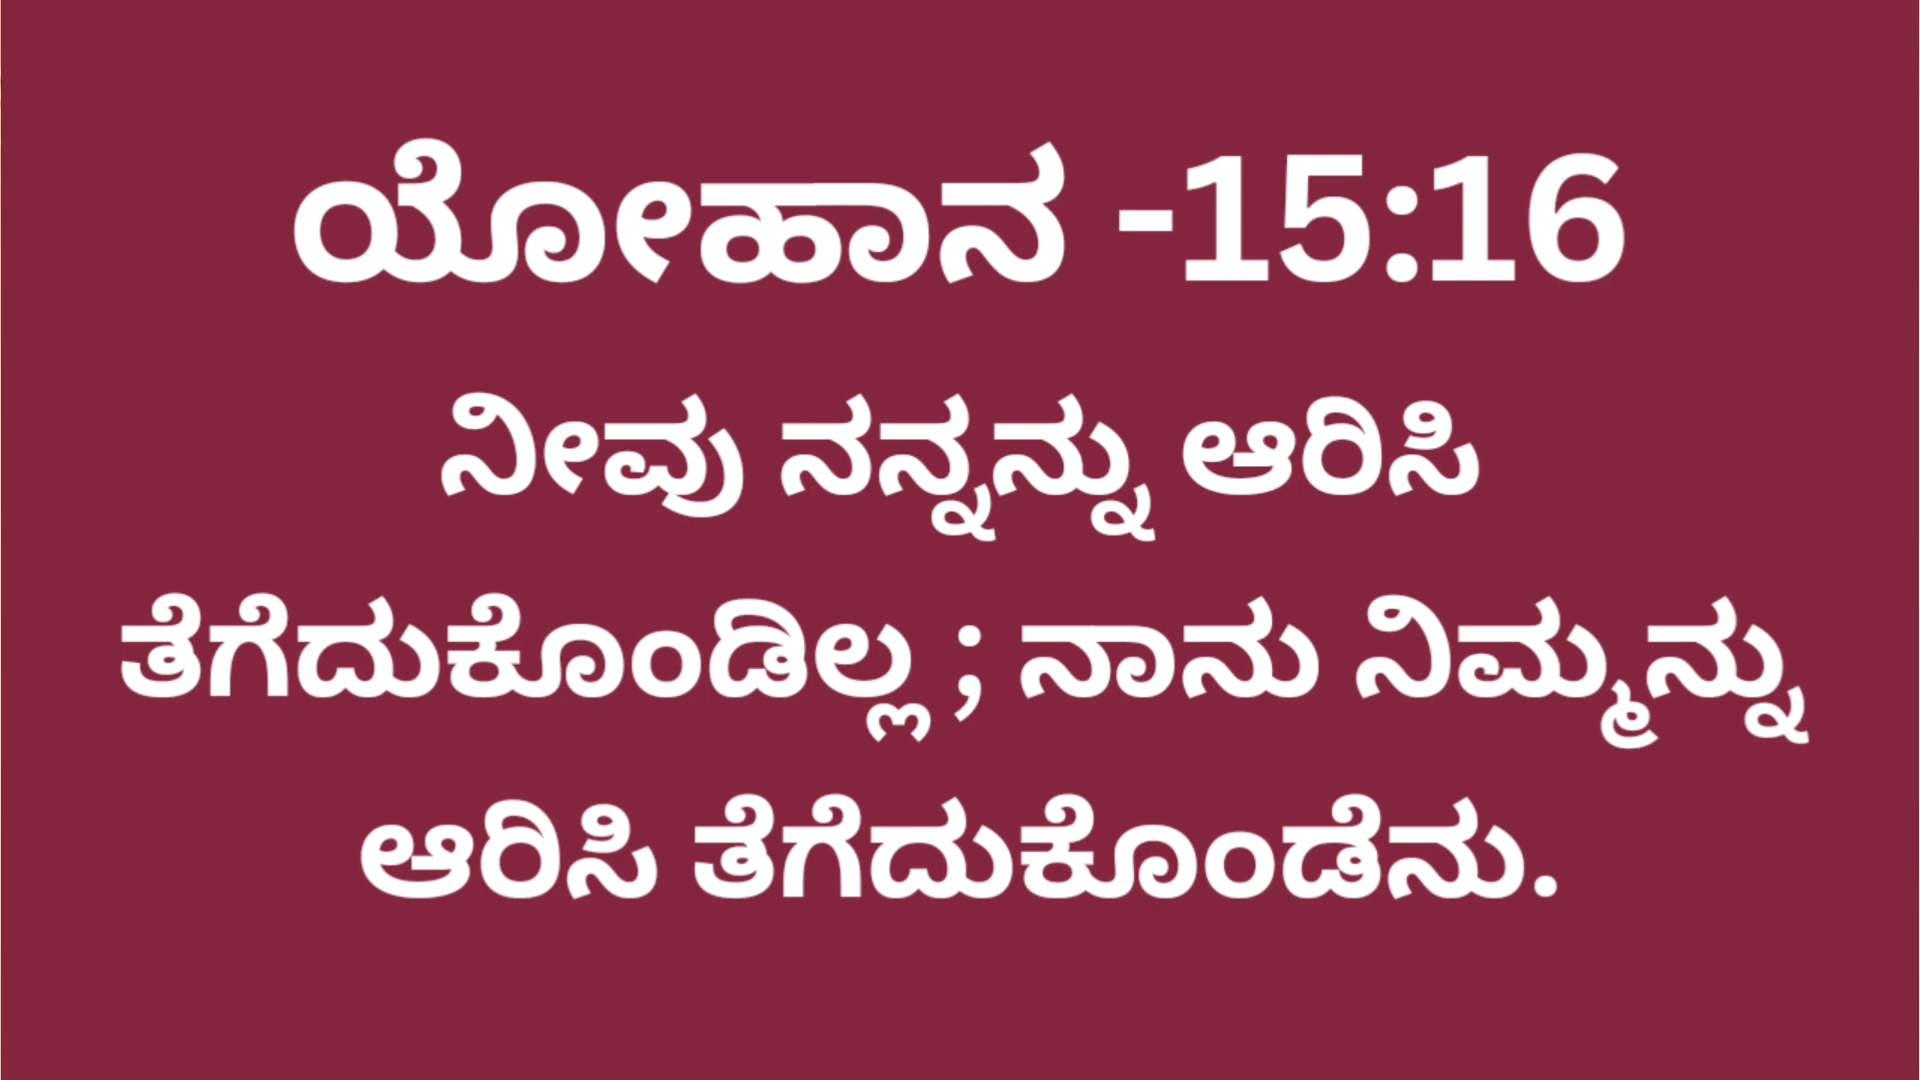 ಯೋಹಾನ -15:16
ನೀವು ನನ್ನನ್ನು ಆರಿಸಿ
ತೆಗೆದುಕೊಂಡಿಲ್ಲ ; ನಾನು ನಿಮ್ಮನ್ನು
ಆರಿಸಿ ತೆಗೆದುಕೊಂಡೆನು.